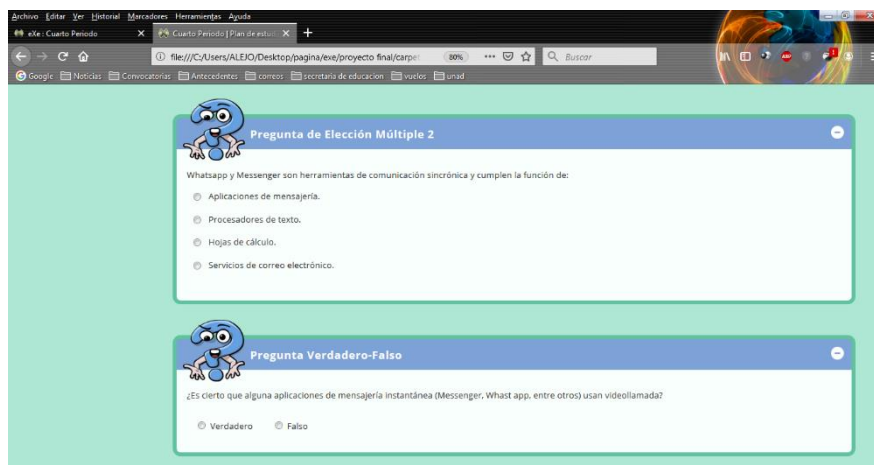 Archivo Editar Ver Historial Marcadores Herramientas Ayuda
eXe : Cuarto Periodo Cuarto Periodo | Plan de estud
file:///C:/Users/ALEJO/Desktop/pagina/exe/proyecto final/carpet 80% Buscar
Google Noticias Convocatorias Antecedentes correos secretaria de educacion vuelos unad
Pregunta de Elección Múltiple 2
Whatsapp y Messenger son herramientas de comunicación sincrónica y cumplen la función de:
Aplicaciones de mensajería.
Procesadores de texto.
Hojas de cálculo.
Servicios de correo electrónico.
Pregunta Verdadero-Falso
¿Es cierto que alguna aplicaciones de mensajería instantánea (Messenger, Whast app, entre otros) usan videollamada?
Verdadero Falso